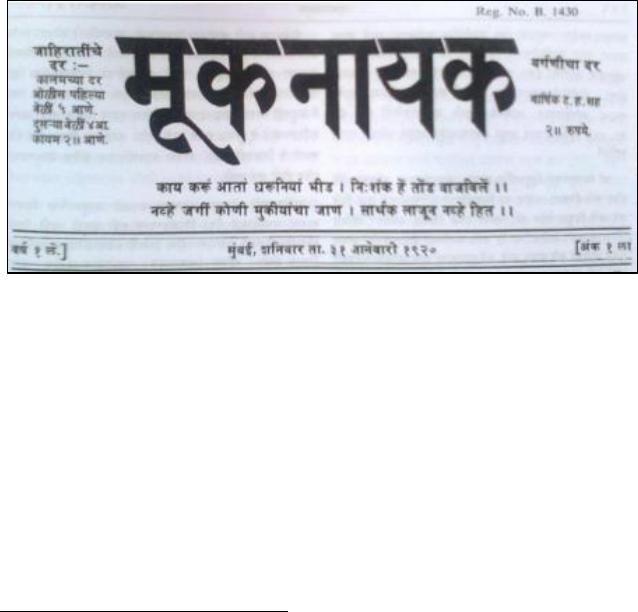 Reg. No. B. 1430
जाहिरातींचे
दर :—
कालमच्या दर
ओळीस पहिल्या
वेळीं ५ आणे.
दुसऱ्या वेळीं ४आ.
कायम २॥ आणे.
मूकनायक
वर्गणीचा दर
वार्षिक ट. ह. सह
२॥ रुपये.
काय करूं आतां धरूनियां भीड । निःशंक हें तोंड वाजविलें ।।
नव्हे जगीं कोणी मुकीयांचा जाण । सार्थक लाजून नव्हे हित ।।
वर्ष १ लें.]
मुंबई, शनिवार ता. ३१ जानेवारी १९२०
[अंक १ ला